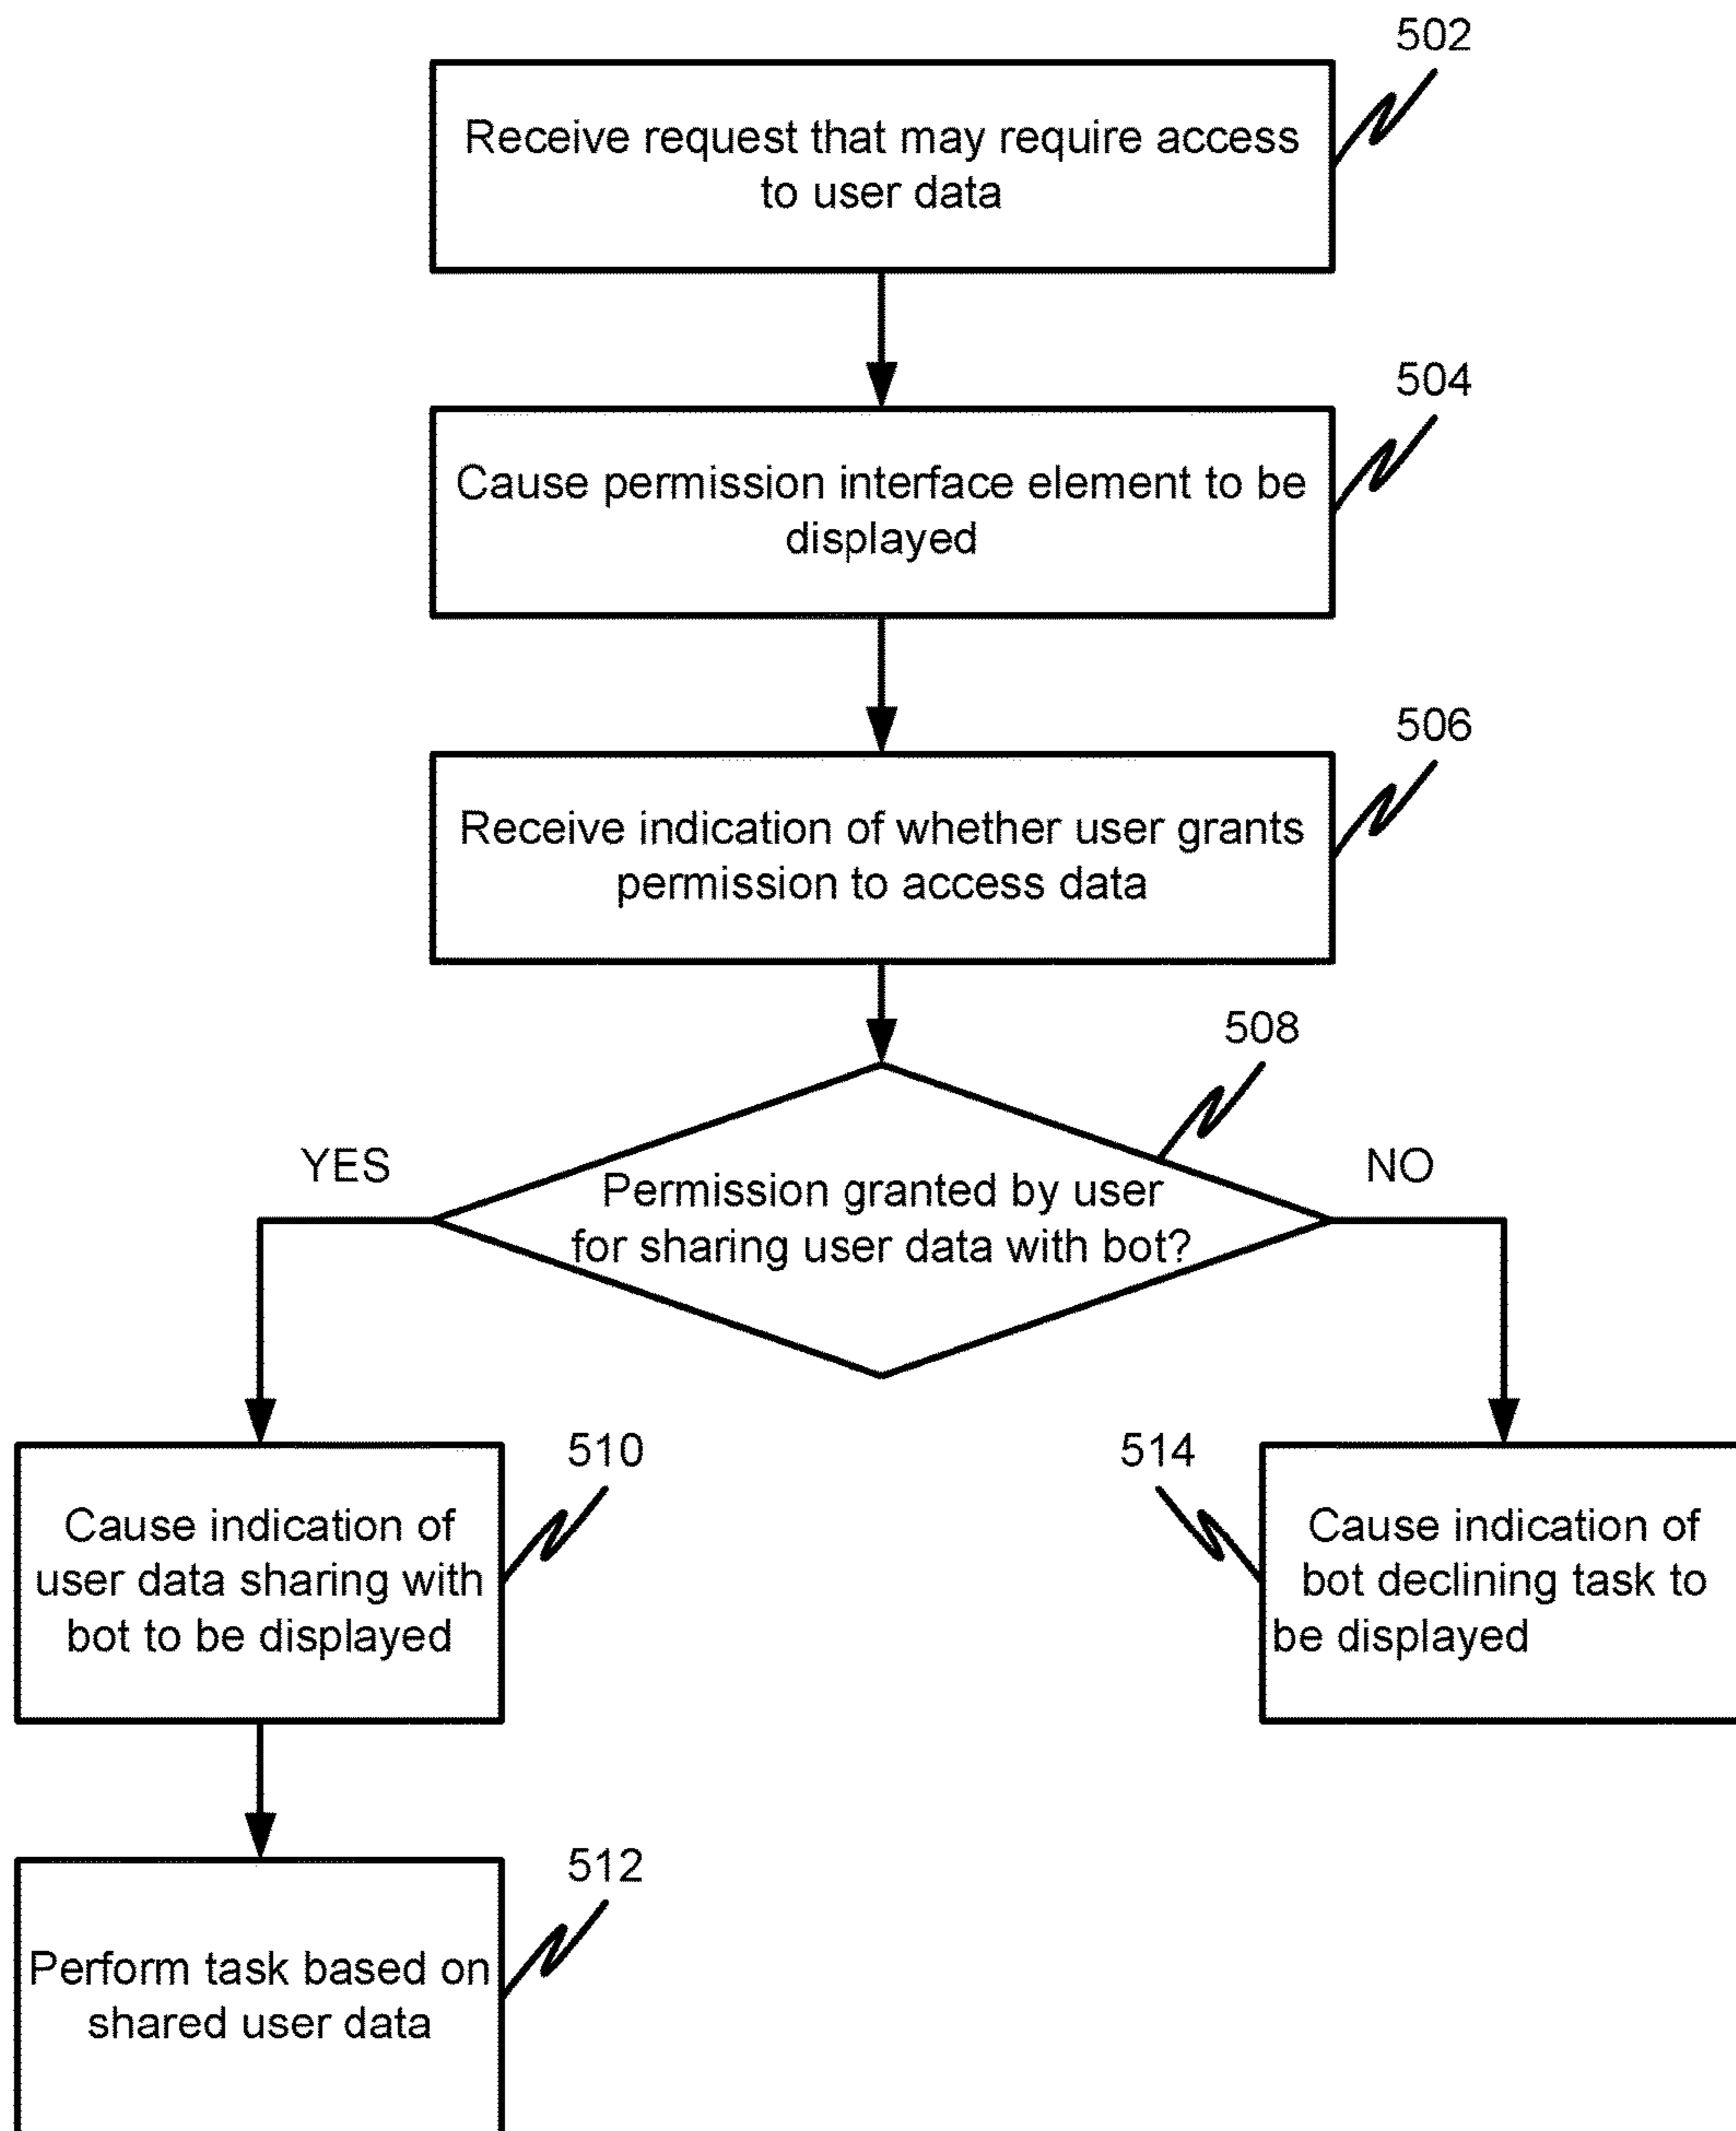 502
Receive request that may require access
to user data
504
Cause permission interface element to be
displayed
506
Receive indication of whether user grants
permission to access data
508
YES
NO
Permission granted by user
for sharing user data with bot?
510
514
Cause indication of
user data sharing with
bot to be displayed
Cause indication of
bot declining task to
be displayed
512
Perform task based on
shared user data